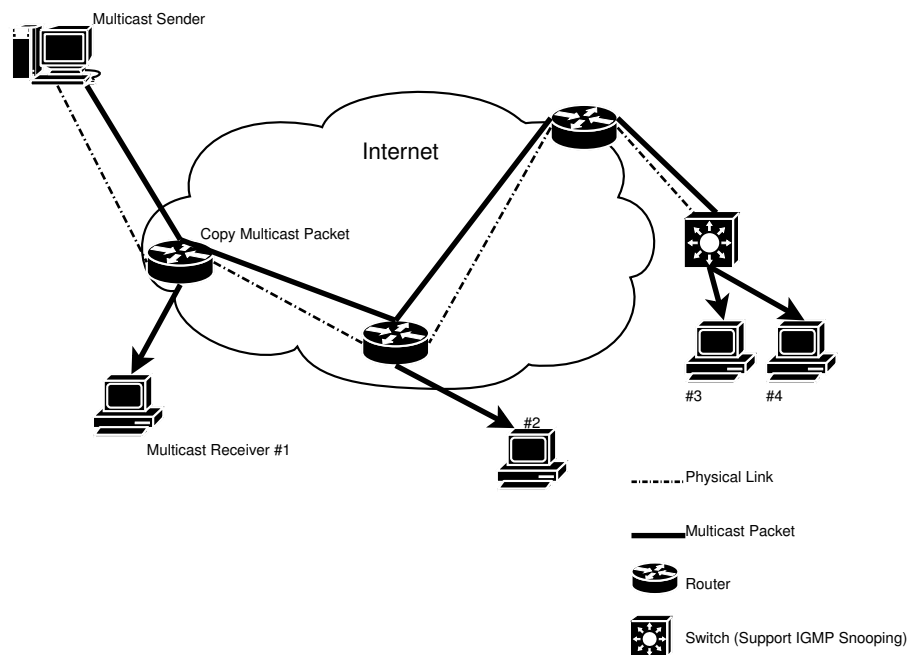 Multicast Sender
Internet
Copy Multicast Packet
#3
#4
#2
Multicast Receiver #1
Physical Link
Multicast Packet
Router
Switch (Support IGMP Snooping)